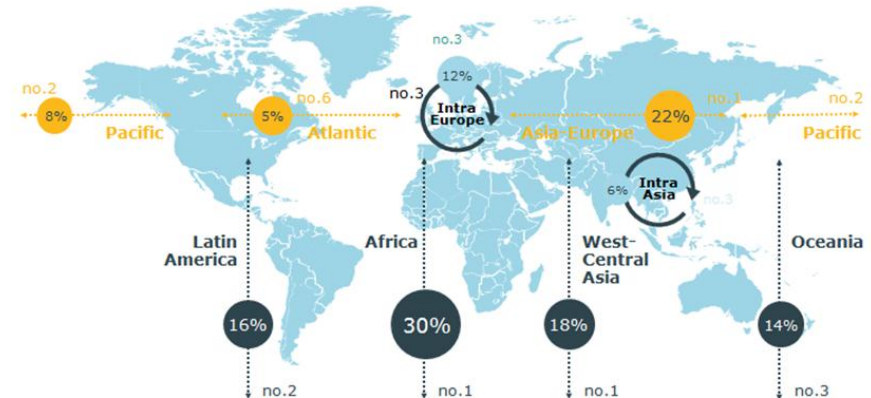 no.3
no.2
12%
no.3
no.6
no.1
no.2
8%
5%
Intra
Europe
22%
Pacific
Atlantic
Asia-Europe
Pacific
6%
Intra
Asia
no.3
Latin
America
Africa
West-
Central
Asia
Oceania
16%
30%
18%
14%
no.2
no.1
no.1
no.3